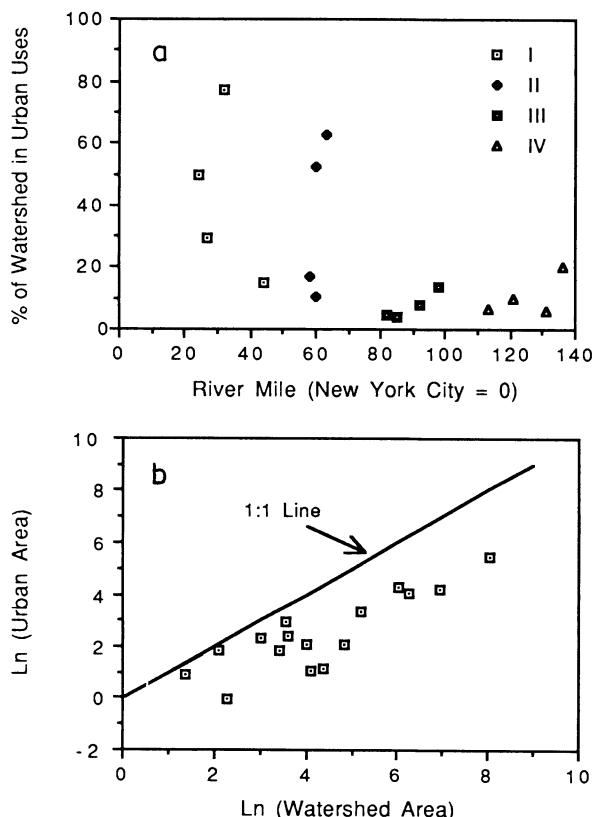 100
80
60
40
20
0
% of Watershed in Urban Uses
a
I
II
III
IV
0 20 40 60 80 100 120 140
River Mile (New York City = 0)
10
8
6
4
2
0
-2
Ln (Urban Area)
b
1:1 Line
0 2 4 6 8 10
Ln (Watershed Area)